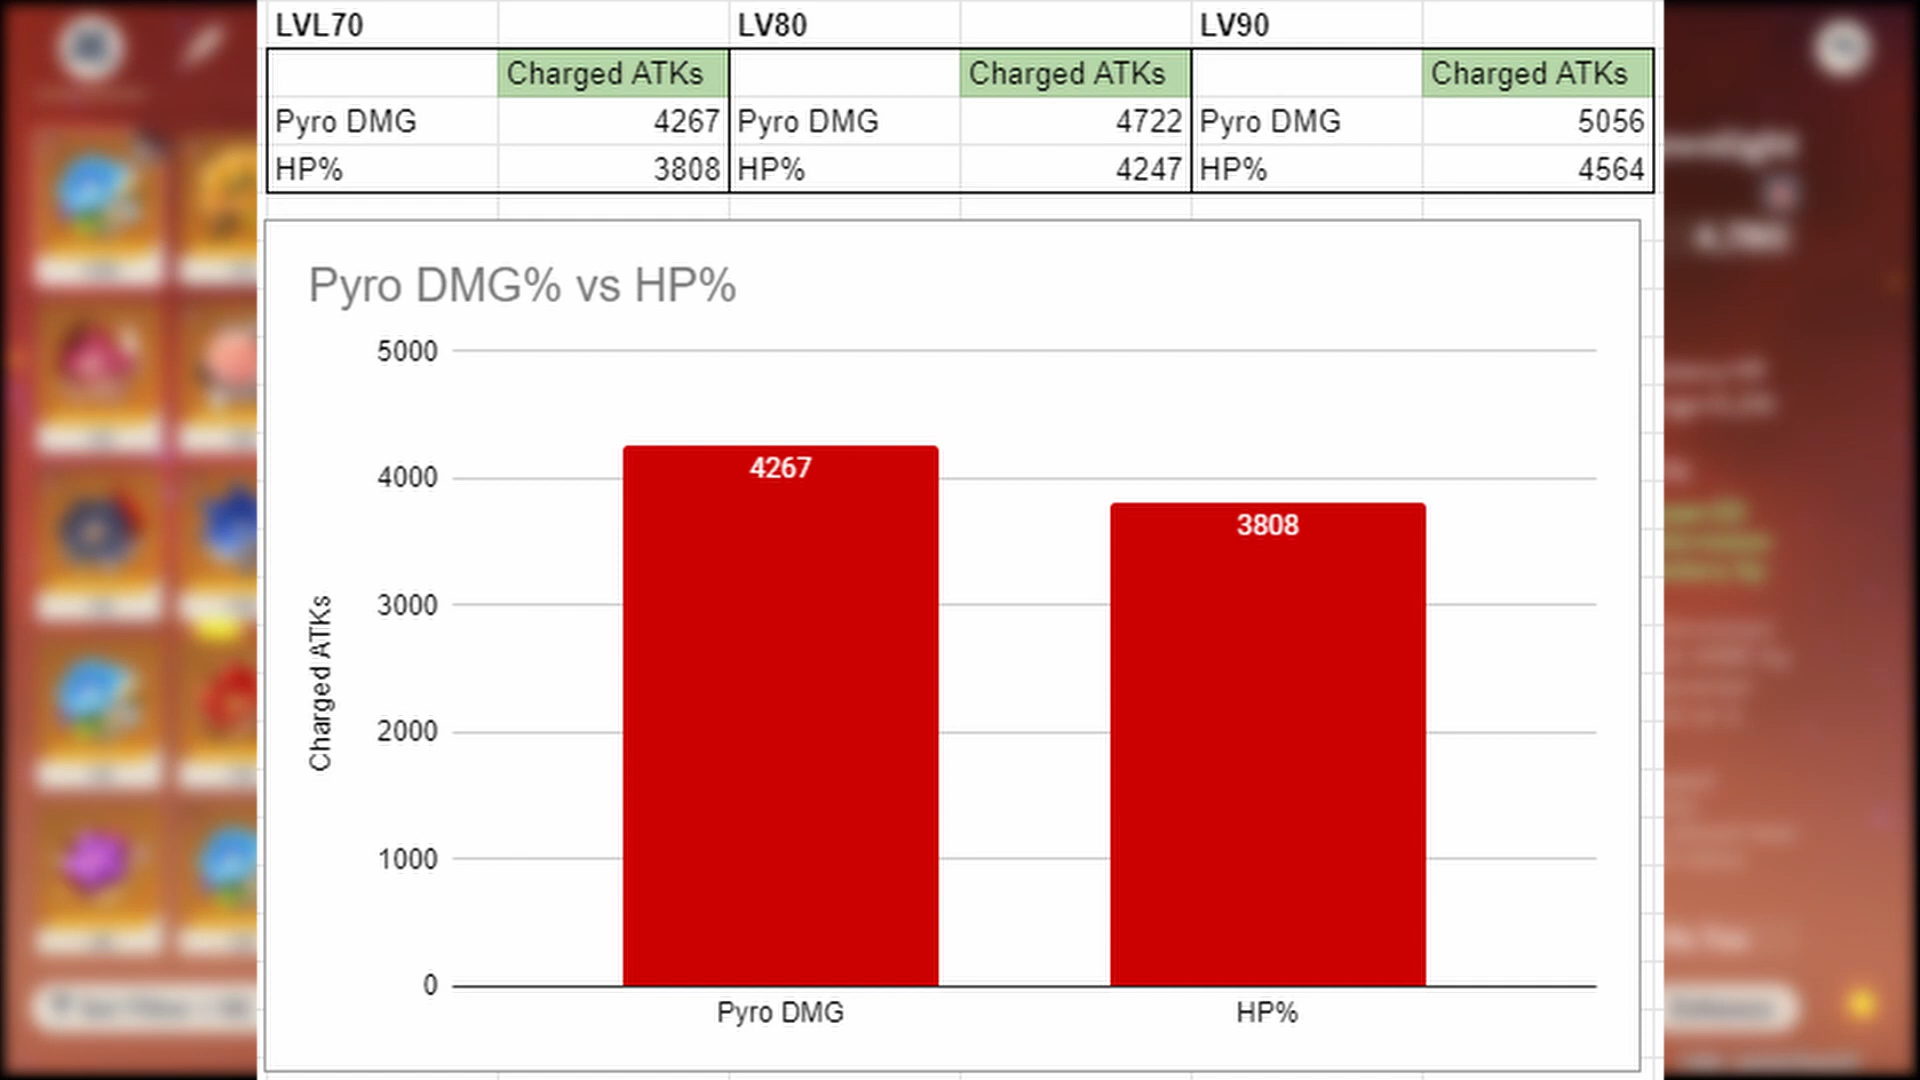 LVL70 LV80 LV90
Charged ATKs Charged ATKs Charged ATKs
Pyro DMG 4267 Pyro DMG 4722 Pyro DMG 5056
HP% 3808 HP% 4247 HP% 4564
Pyro DMG% vs HP%
5000
4000
3000
2000
1000
0
Charged ATKs
4267
3808
Pyro DMG HP%